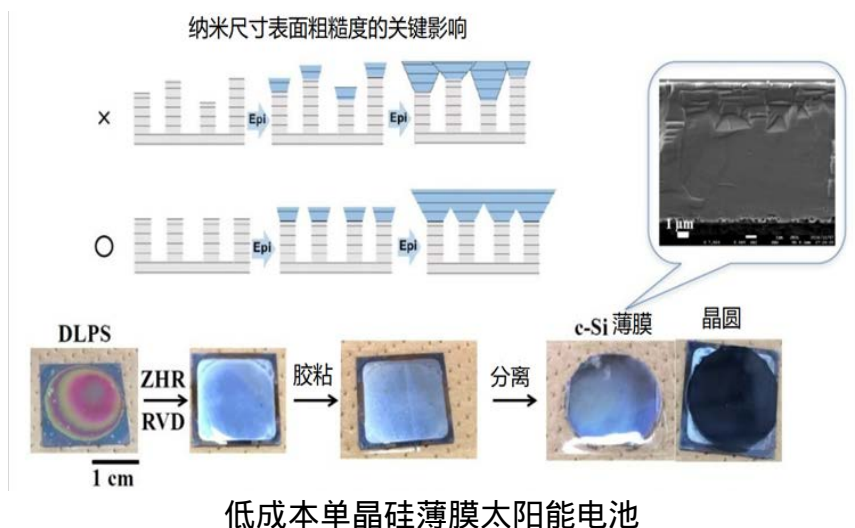 纳米尺寸表面粗糙度的关键影响
×
Epi
Epi
1 μm
○
Epi
Epi
DLPS
ZHR
RVD
胶粘
分离
c-Si 薄膜
晶圆
1 cm
低成本单晶硅薄膜太阳能电池